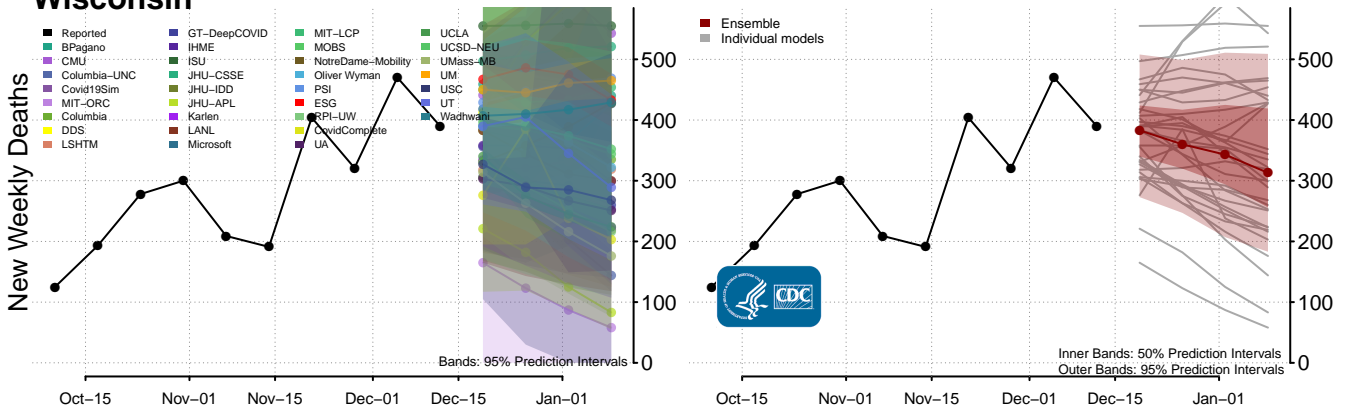 Wisconsin
New Weekly Deaths
Reported
BPagano
CMU
Columbia−UNC
Covid19Sim
MIT−ORC
Columbia
DDS
LSHTM
GT−DeepCOVID
IHME
ISU
JHU−CSSE
JHU−IDD
JHU−APL
Karlen
LANL
Microsoft
MIT−LCP
MOBS
NotreDame−Mobility
Oliver Wyman
PSI
ESG
RPI−UW
CovidComplete
UA
UCLA
UCSD−NEU
UMass−MB
UM
USC
UT
Wadhwani
500
400
300
200
100
0
Bands: 95% Prediction Intervals
Oct−15
Nov−01
Nov−15
Dec−01
Dec−15
Jan−01
Ensemble
Individual models
CDC
500
400
300
200
100
0
Inner Bands: 50% Prediction Intervals
Outer Bands: 95% Prediction Intervals
Oct−15
Nov−01
Nov−15
Dec−01
Dec−15
Jan−01